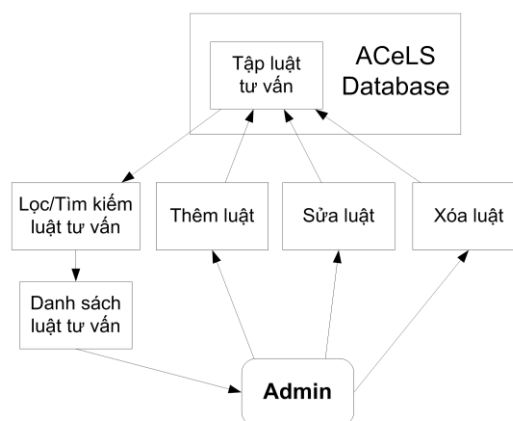 Tập luật
tư vấn
ACeLS
Database
Lọc/Tìm kiếm
luật tư vấn
Thêm luật
Sửa luật
Xóa luật
Danh sách
luật tư vấn
Admin